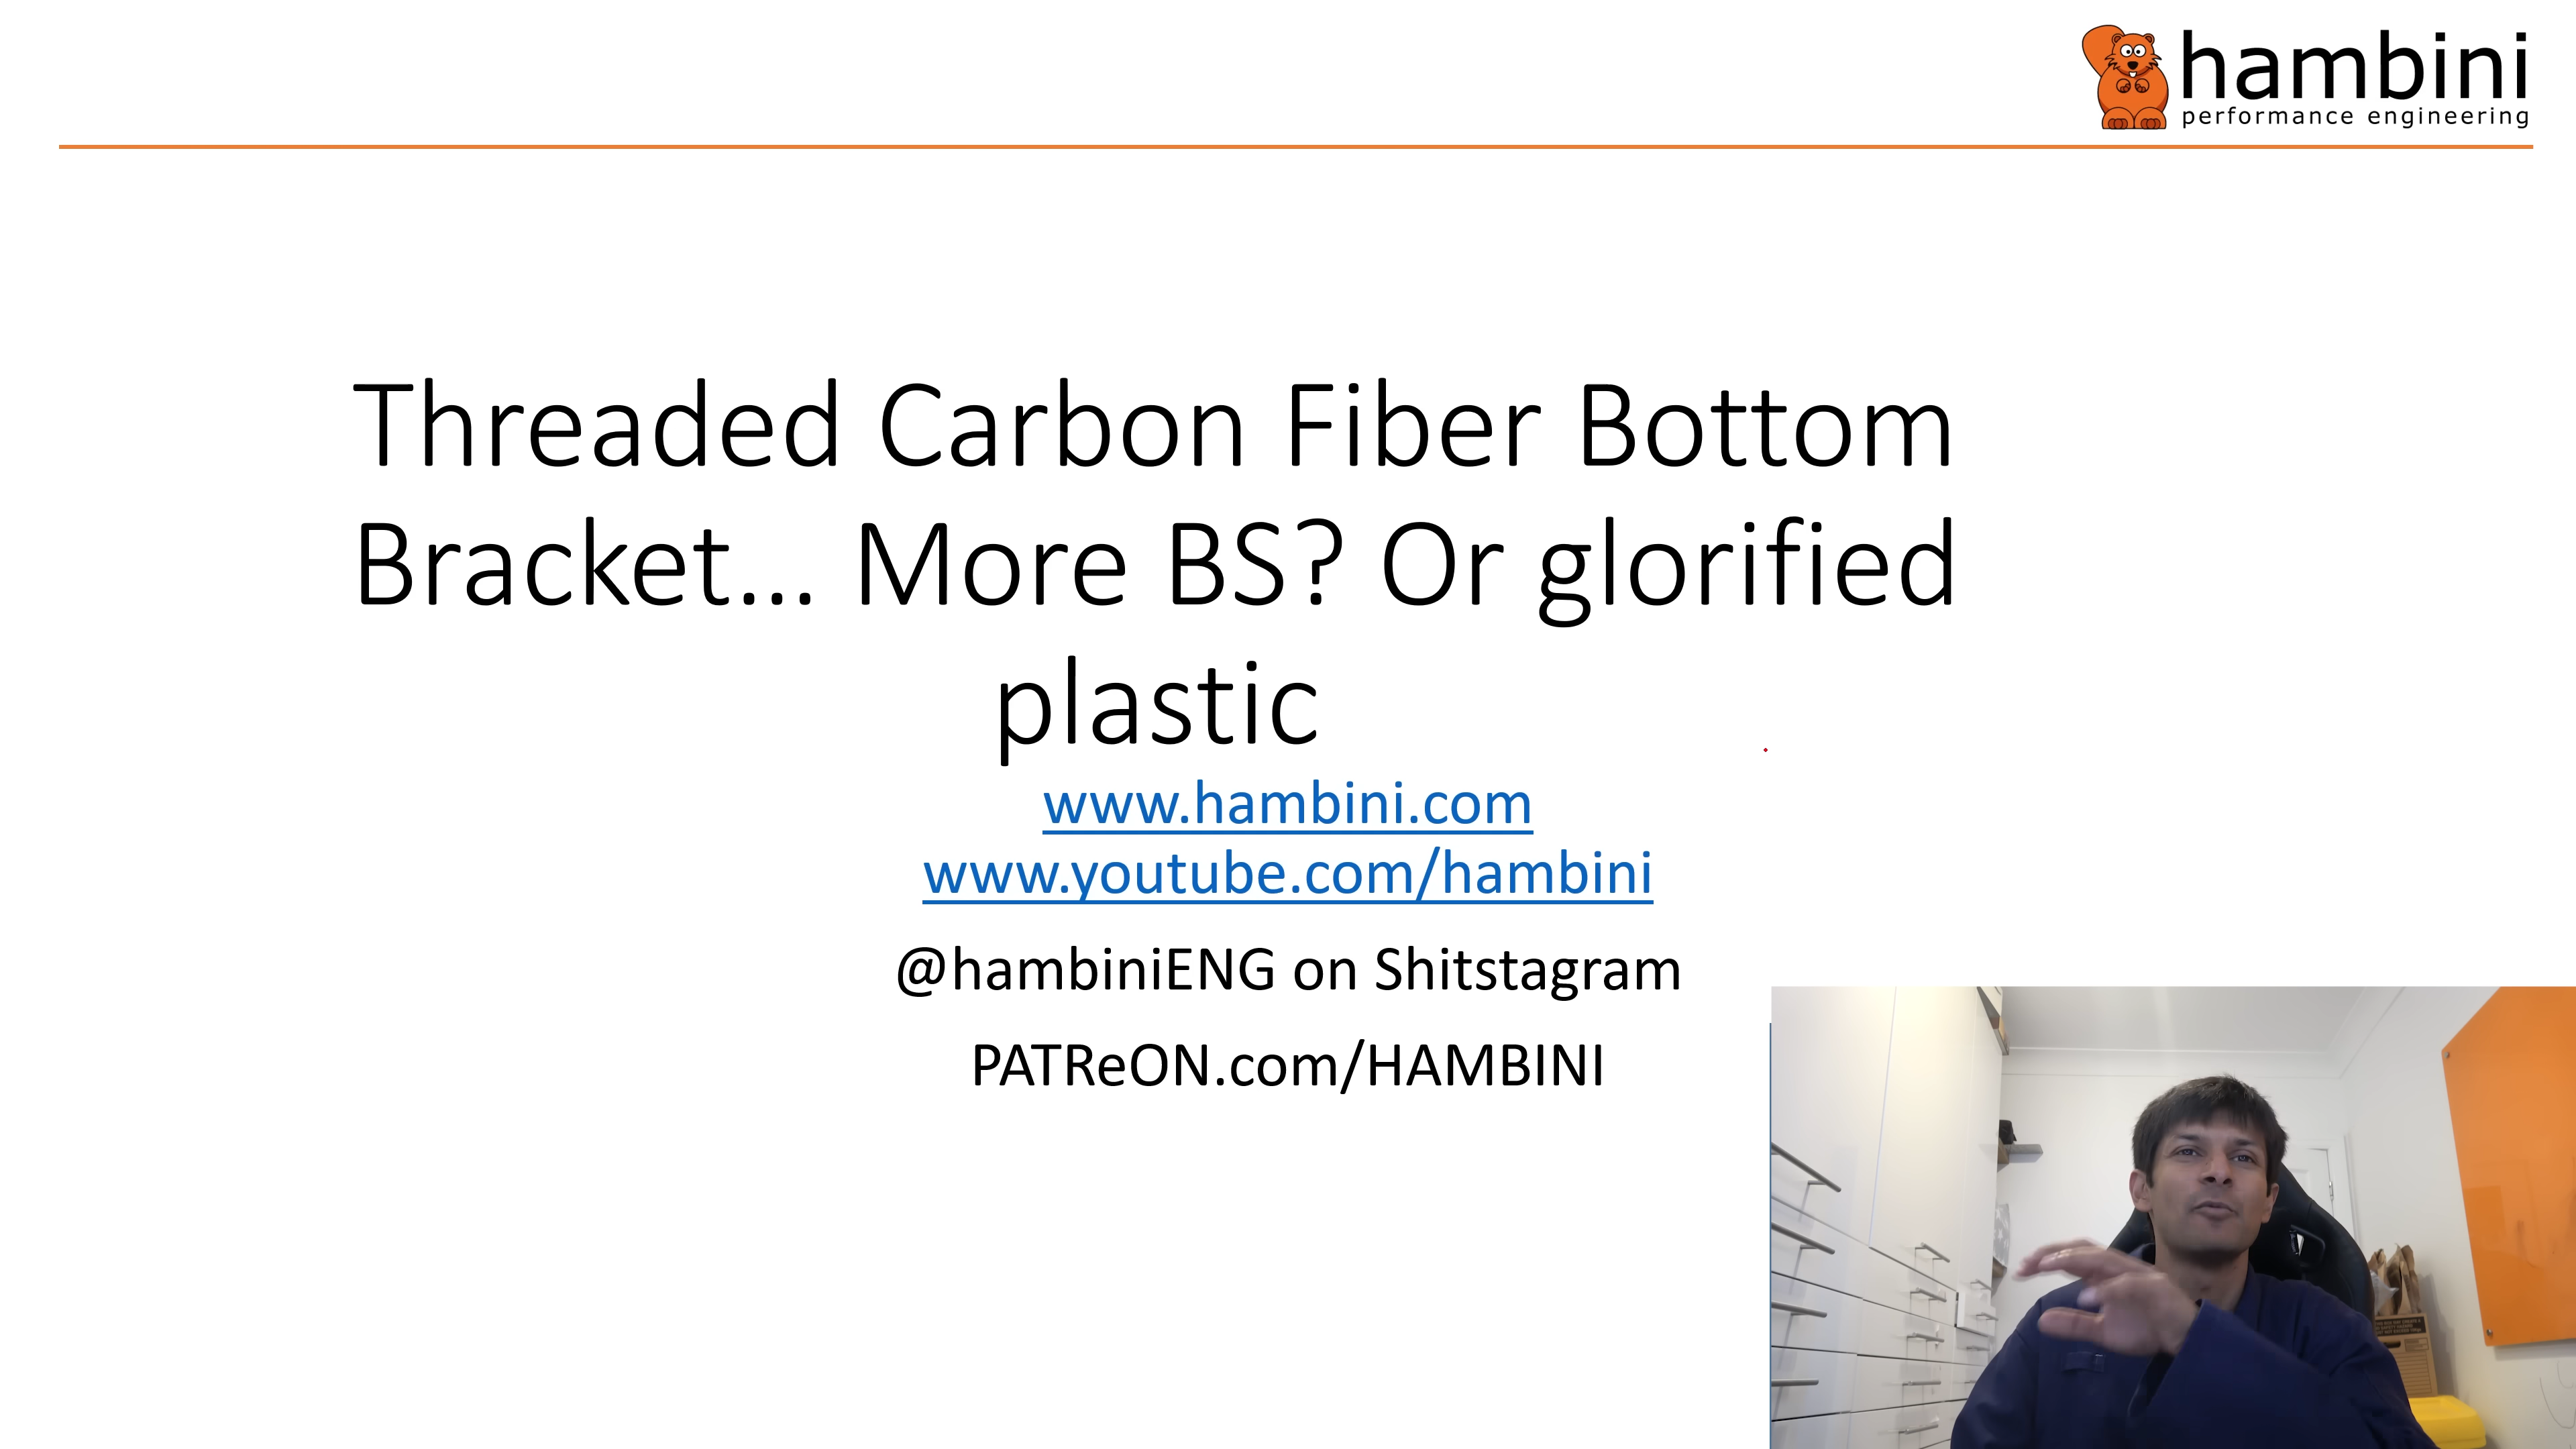 hambini
performance engineering
Threaded Carbon Fiber Bottom
Bracket... More BS? Or glorified
plastic
www.hambini.com
www.youtube.com/hambini
@hambiniENG on Shitstagram
PATReON.com/HAMBINI